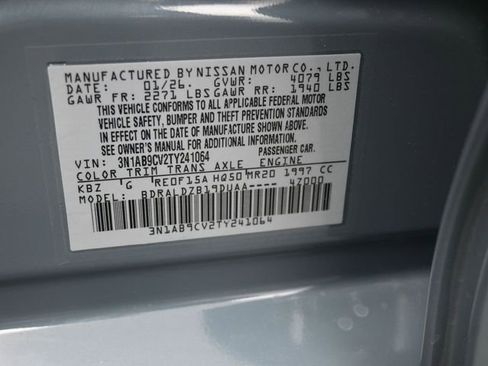 MANUFACTURED BY NISSAN MOTOR CO., LTD.
DATE: 01/26. GVWR: 4079 LBS
GAWR FR: 2271 LBS GAWR RR: 1940 LBS
THIS VEHICLE CONFORMS TO ALL APPLICABLE FEDERAL MOTOR
VEHICLE SAFETY, BUMPER AND THEFT PREVENTION STANDARDS
IN EFFECT ON THE DATE OF MANUFACTURE SHOWN ABOVE.
SEE OWNER'S MANUAL FOR ADDITIONAL INFORMATION.
VIN: 3N1AB9CV2TY241064 PASSENGER CAR.
COLOR TRIM TRANS AXLE ENGINE
KBZ G RE0F15A HG50 MR20 1997 CC
MODEL: BDRALDZB19DUAA---- 4Z000
3N1AB9CV2TY241064